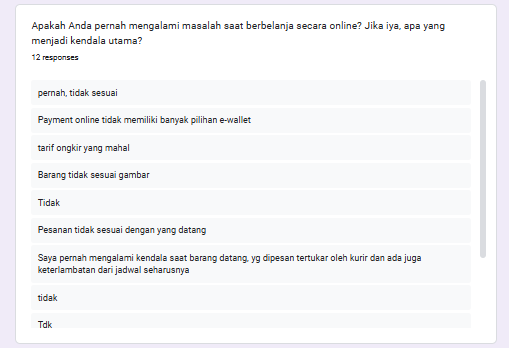 Apakah Anda pernah mengalami masalah saat berbelanja secara online? Jika iya, apa yang
menjadi kendala utama?
12 responses
pernah, tidak sesuai
Payment online tidak memiliki banyak pilihan e-wallet
tarif ongkir yang mahal
Barang tidak sesuai gambar
Tidak
Pesanan tidak sesuai dengan yang datang
Saya pernah mengalami kendala saat barang datang, yg dipesan tertukar oleh kurir dan ada juga
keterlambatan dari jadwal seharusnya
tidak
Tdk